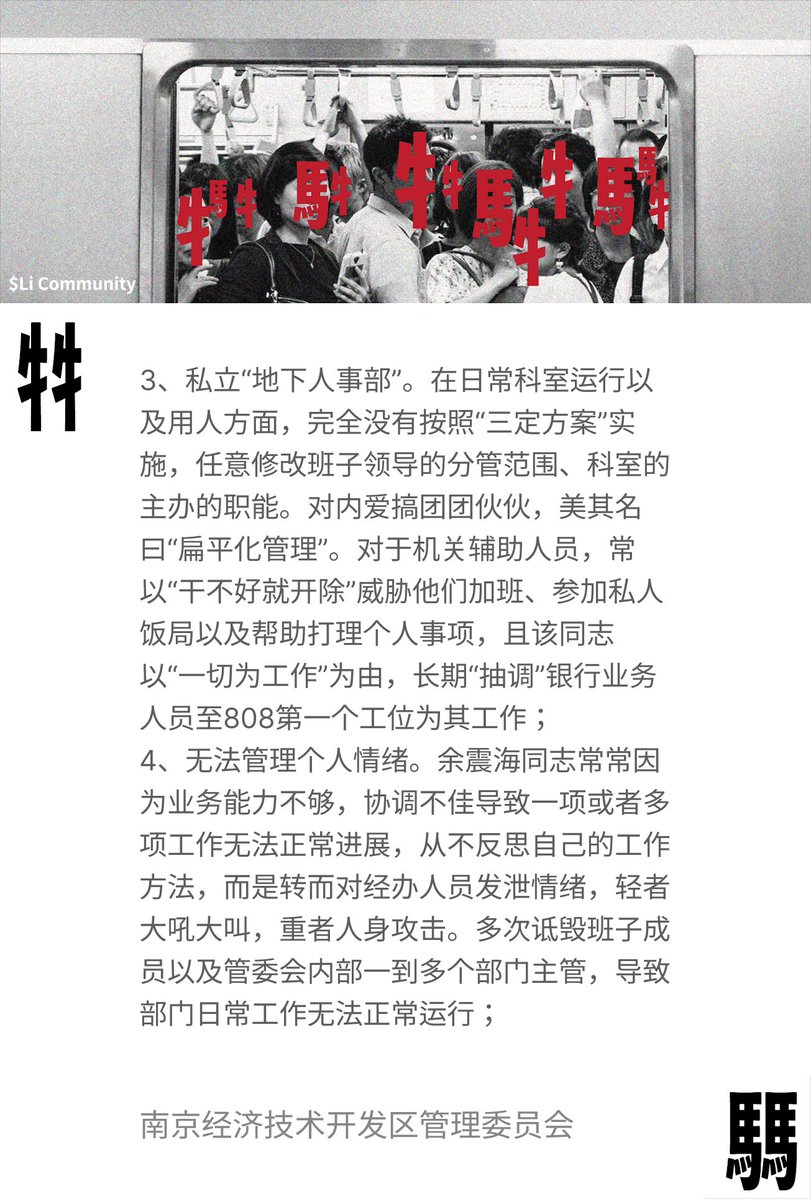 牛 馬 牛 馬 牛 牛 牛 馬 牛 牛 馬 馬 牛
$Li Community
牪
3、私立“地下人事部”。在日常科室运行以
及用人方面，完全没有按照“三定方案”实
施，任意修改班子领导的分管范围、科室的
主办的职能。对内爱搞团团伙伙，美其名
曰“扁平化管理”。对于机关辅助人员，常
以“干不好就开除”威胁他们加班、参加私人
饭局以及帮助打理个人事项，且该同志
以“一切为工作”为由，长期“抽调”银行业务
人员至808第一个工位为其工作；
4、无法管理个人情绪。余震海同志常常因
为业务能力不够，协调不佳导致一项或者多
项工作无法正常进展，从不反思自己的工作
方法，而是转而对经办人员发泄情绪，轻者
大吼大叫，重者人身攻击。多次诋毁班子成
员以及管委会内部一到多个部门主管，导致
部门日常工作无法正常运行；
南京经济技术开发区管理委员会
騳